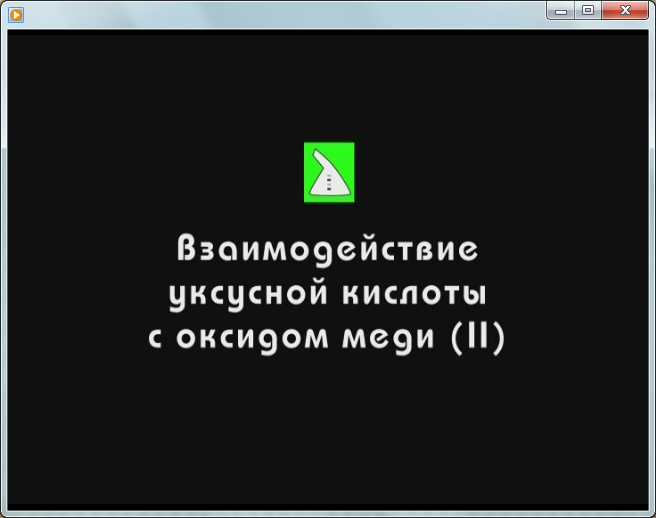 Взаимодействие
уксусной кислоты
с оксидом меди (II)